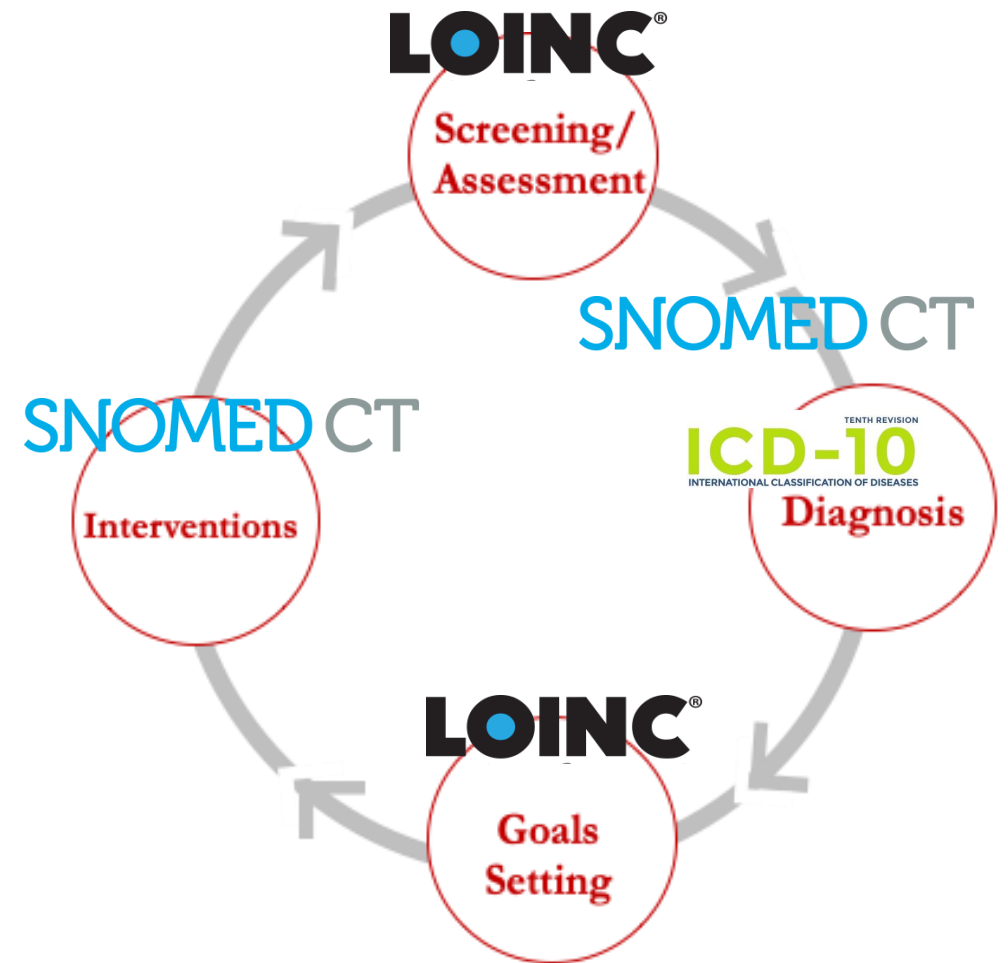 LOINC®
Screening/
Assessment
SNOMED CT
TENTH REVISION
ICD-10
INTERNATIONAL CLASSIFICATION OF DISEASES
Diagnosis
SNOMED CT
Interventions
LOINC®
Goals
Setting